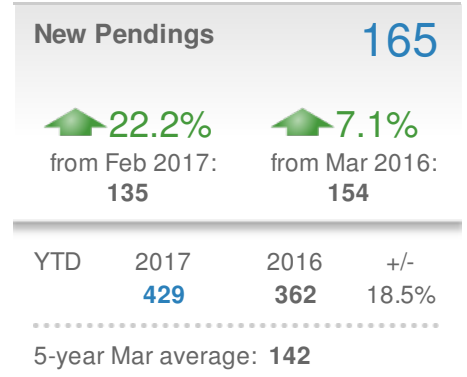 New Pendings 165
22.2% 7.1%
from Feb 2017: from Mar 2016:
135 154
YTD 2017 2016 +/-
429 362 18.5%
5-year Mar average: 142